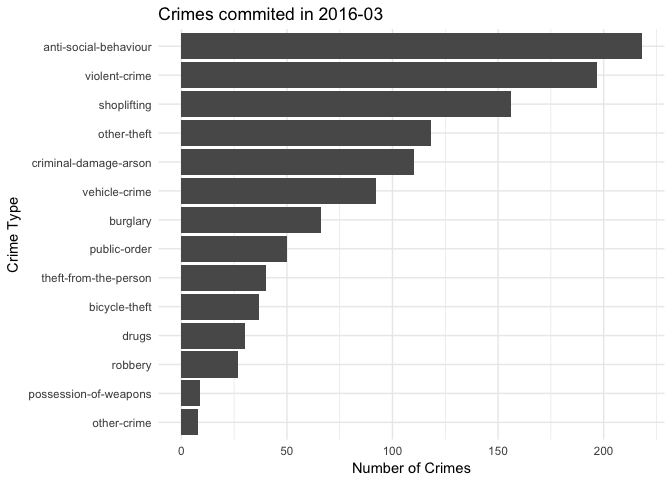 Crimes commited in 2016-03
anti-social-behaviour
violent-crime
shoplifting
other-theft
criminal-damage-arson
vehicle-crime
burglary
public-order
theft-from-the-person
bicycle-theft
drugs
robbery
possession-of-weapons
other-crime
Crime Type
0 50 100 150 200
Number of Crimes